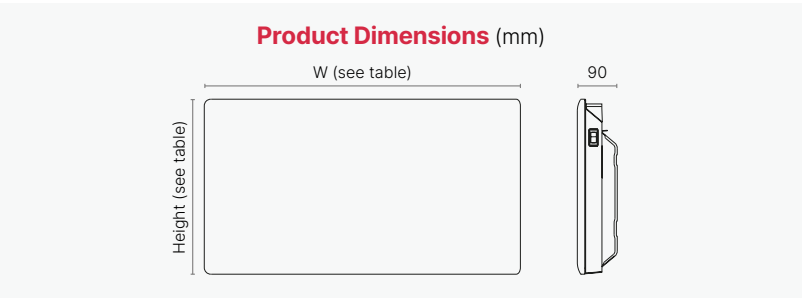 Product Dimensions (mm)
W (see table)
90
Height (see table)